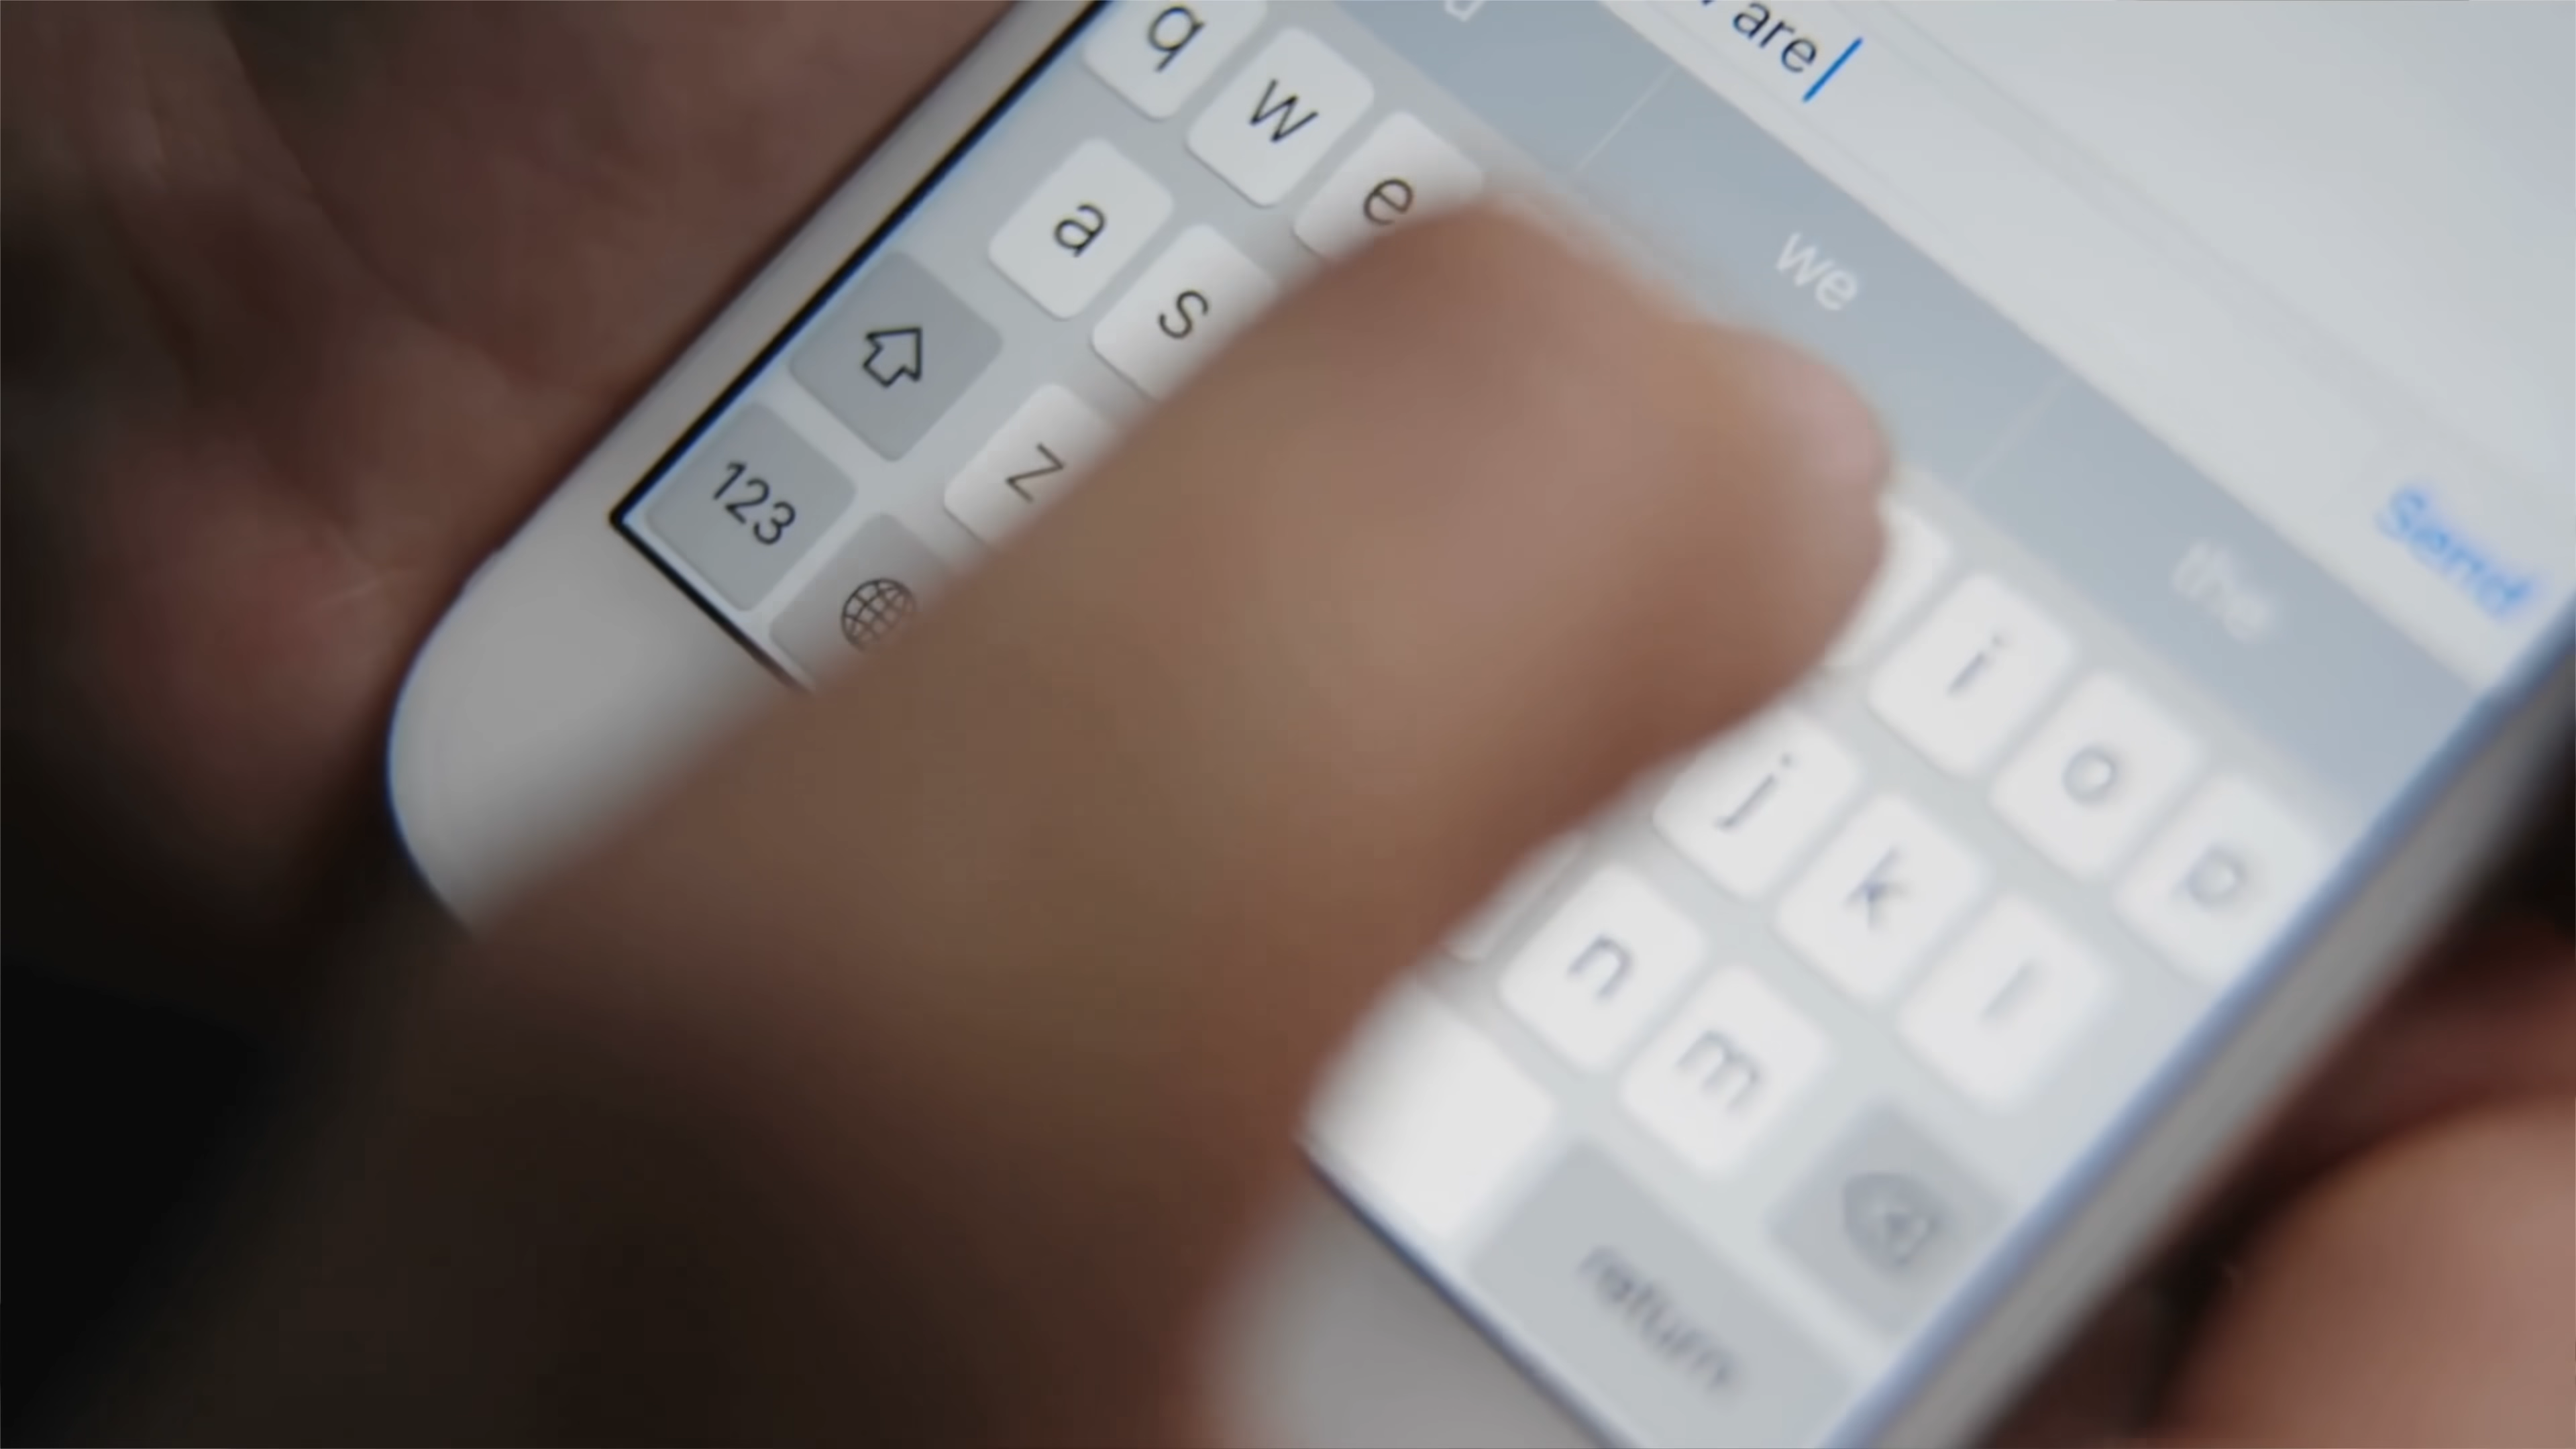 are
we
the
Send
q w e
i o p
a s
j k l
z
n m
123
return